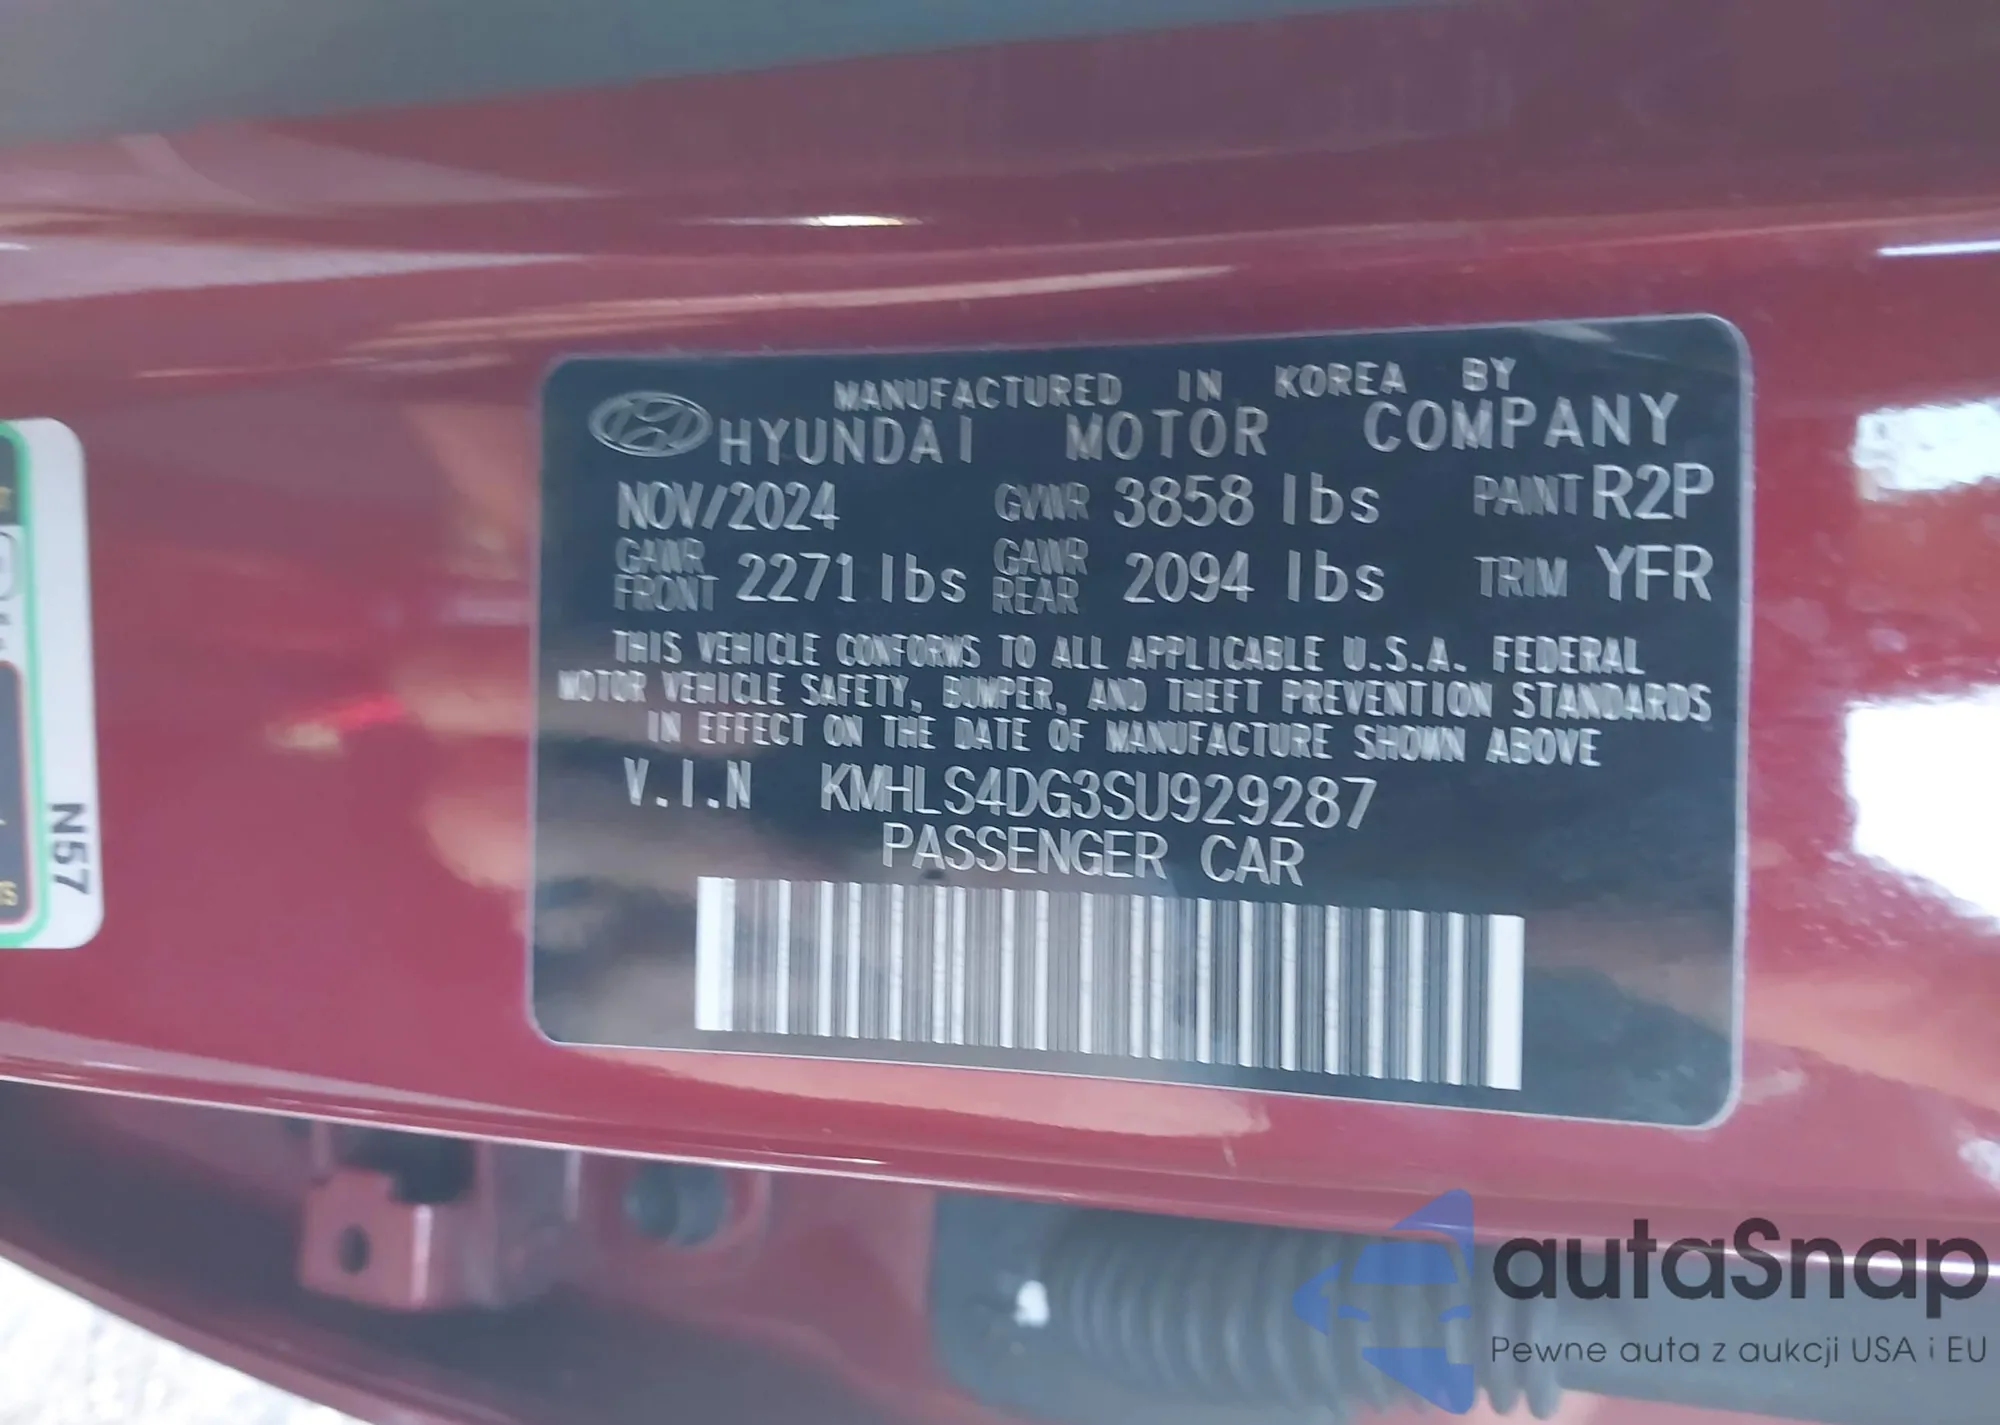 MANUFACTURED IN KOREA BY
HYUNDAI MOTOR COMPANY
NOV/2024 GVWR 3858 lbs PAINT R2P
GAWR FRONT 2271 lbs GAWR REAR 2094 lbs TRIM YFR
THIS VEHICLE CONFORMS TO ALL APPLICABLE U.S.A. FEDERAL
MOTOR VEHICLE SAFETY, BUMPER, AND THEFT PREVENTION STANDARDS
IN EFFECT ON THE DATE OF MANUFACTURE SHOWN ABOVE
V.I.N KMHLS4DG3SU929287
PASSENGER CAR
N57
autaSnap
Pewne auta z aukcji USA i EU